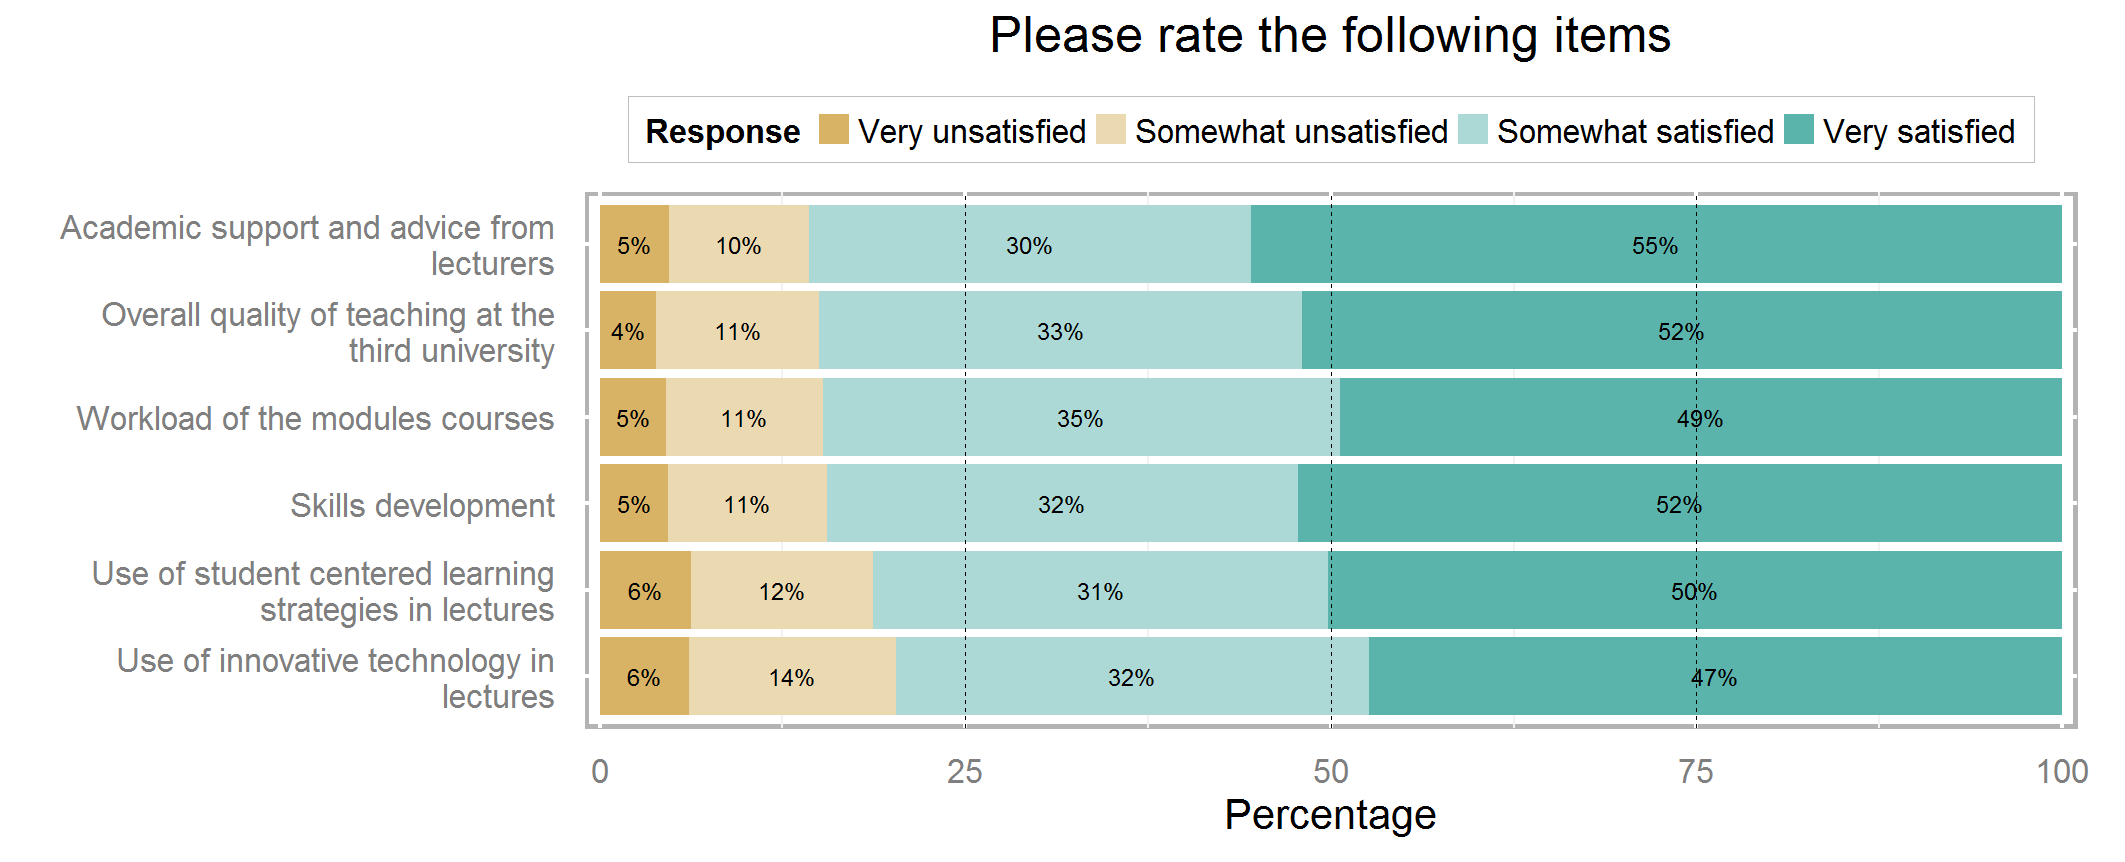 Please rate the following items
Response Very unsatisfied Somewhat unsatisfied Somewhat satisfied Very satisfied
Academic support and advice from
lecturers
5% 10% 30% 55%
Overall quality of teaching at the
third university
4% 11% 33% 52%
Workload of the modules courses
5% 11% 35% 49%
Skills development
5% 11% 32% 52%
Use of student centered learning
strategies in lectures
6% 12% 31% 50%
Use of innovative technology in
lectures
6% 14% 32% 47%
0 25 50 75 100
Percentage